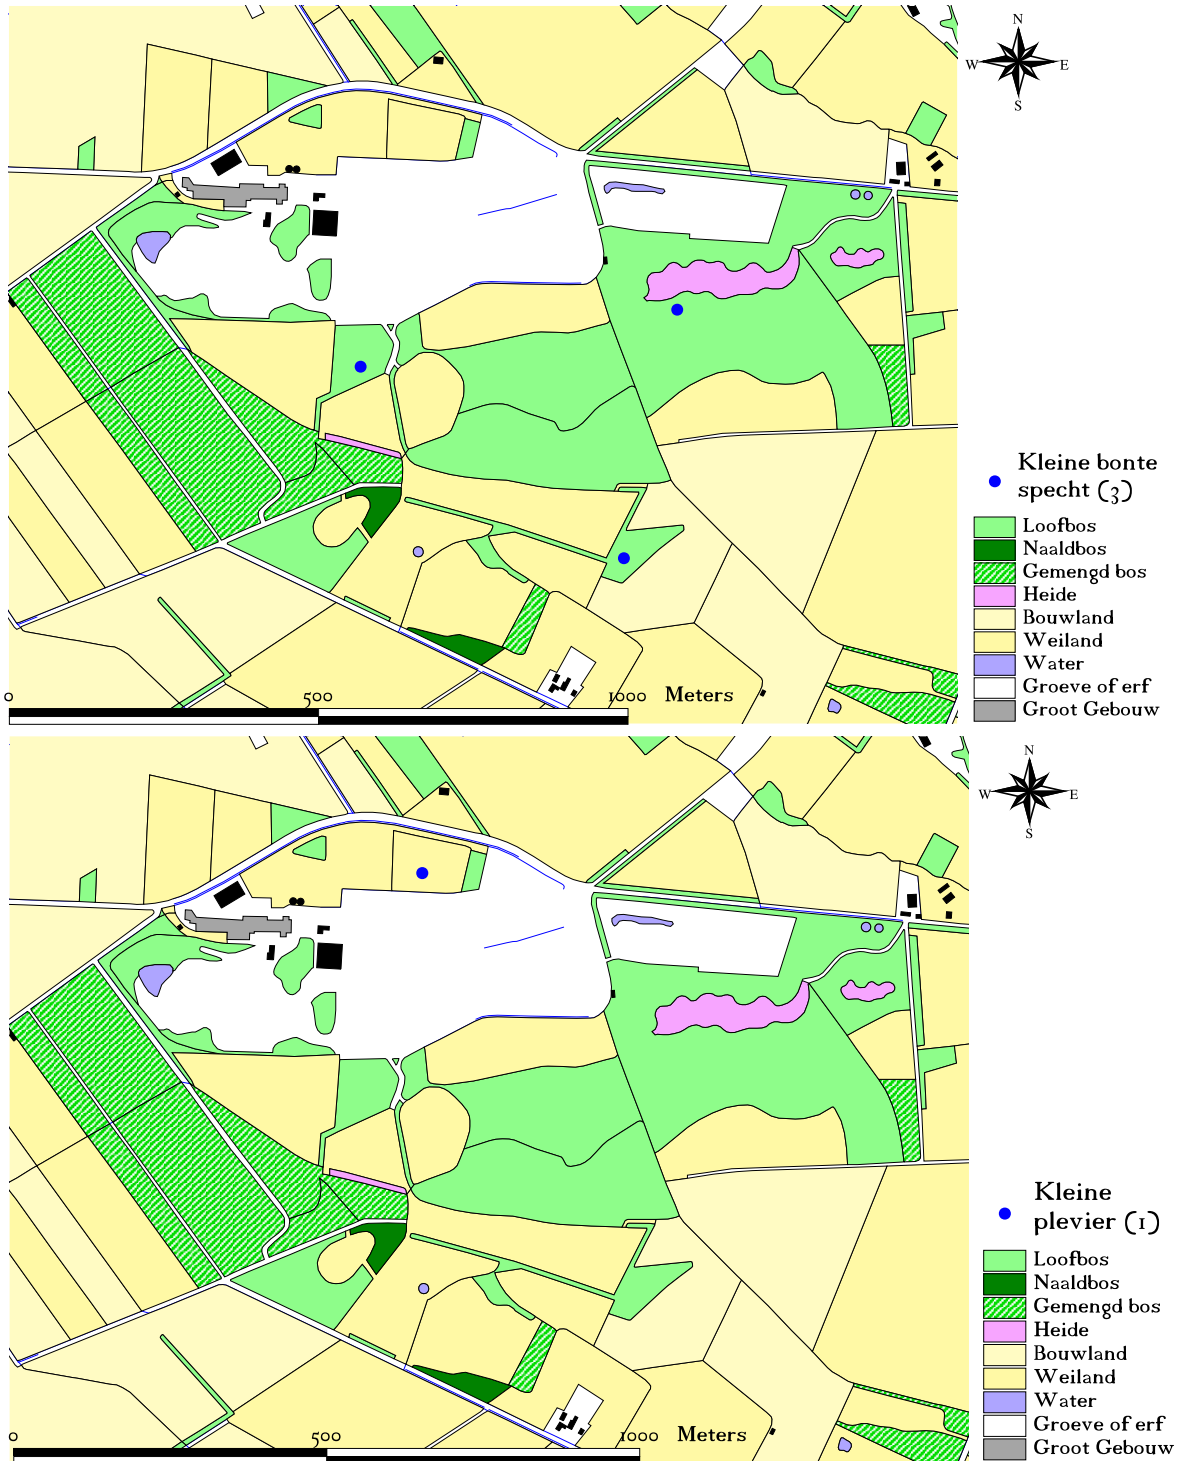 N
W E
S
Kleine bonte
specht (3)
Loofbos
Naaldbos
Gemengd bos
Heide
Bouwland
Weiland
Water
Groeve of erf
Groot Gebouw
0 500 1000 Meters
N
W E
S
Kleine
plevier (1)
Loofbos
Naaldbos
Gemengd bos
Heide
Bouwland
Weiland
Water
Groeve of erf
Groot Gebouw
0 500 1000 Meters